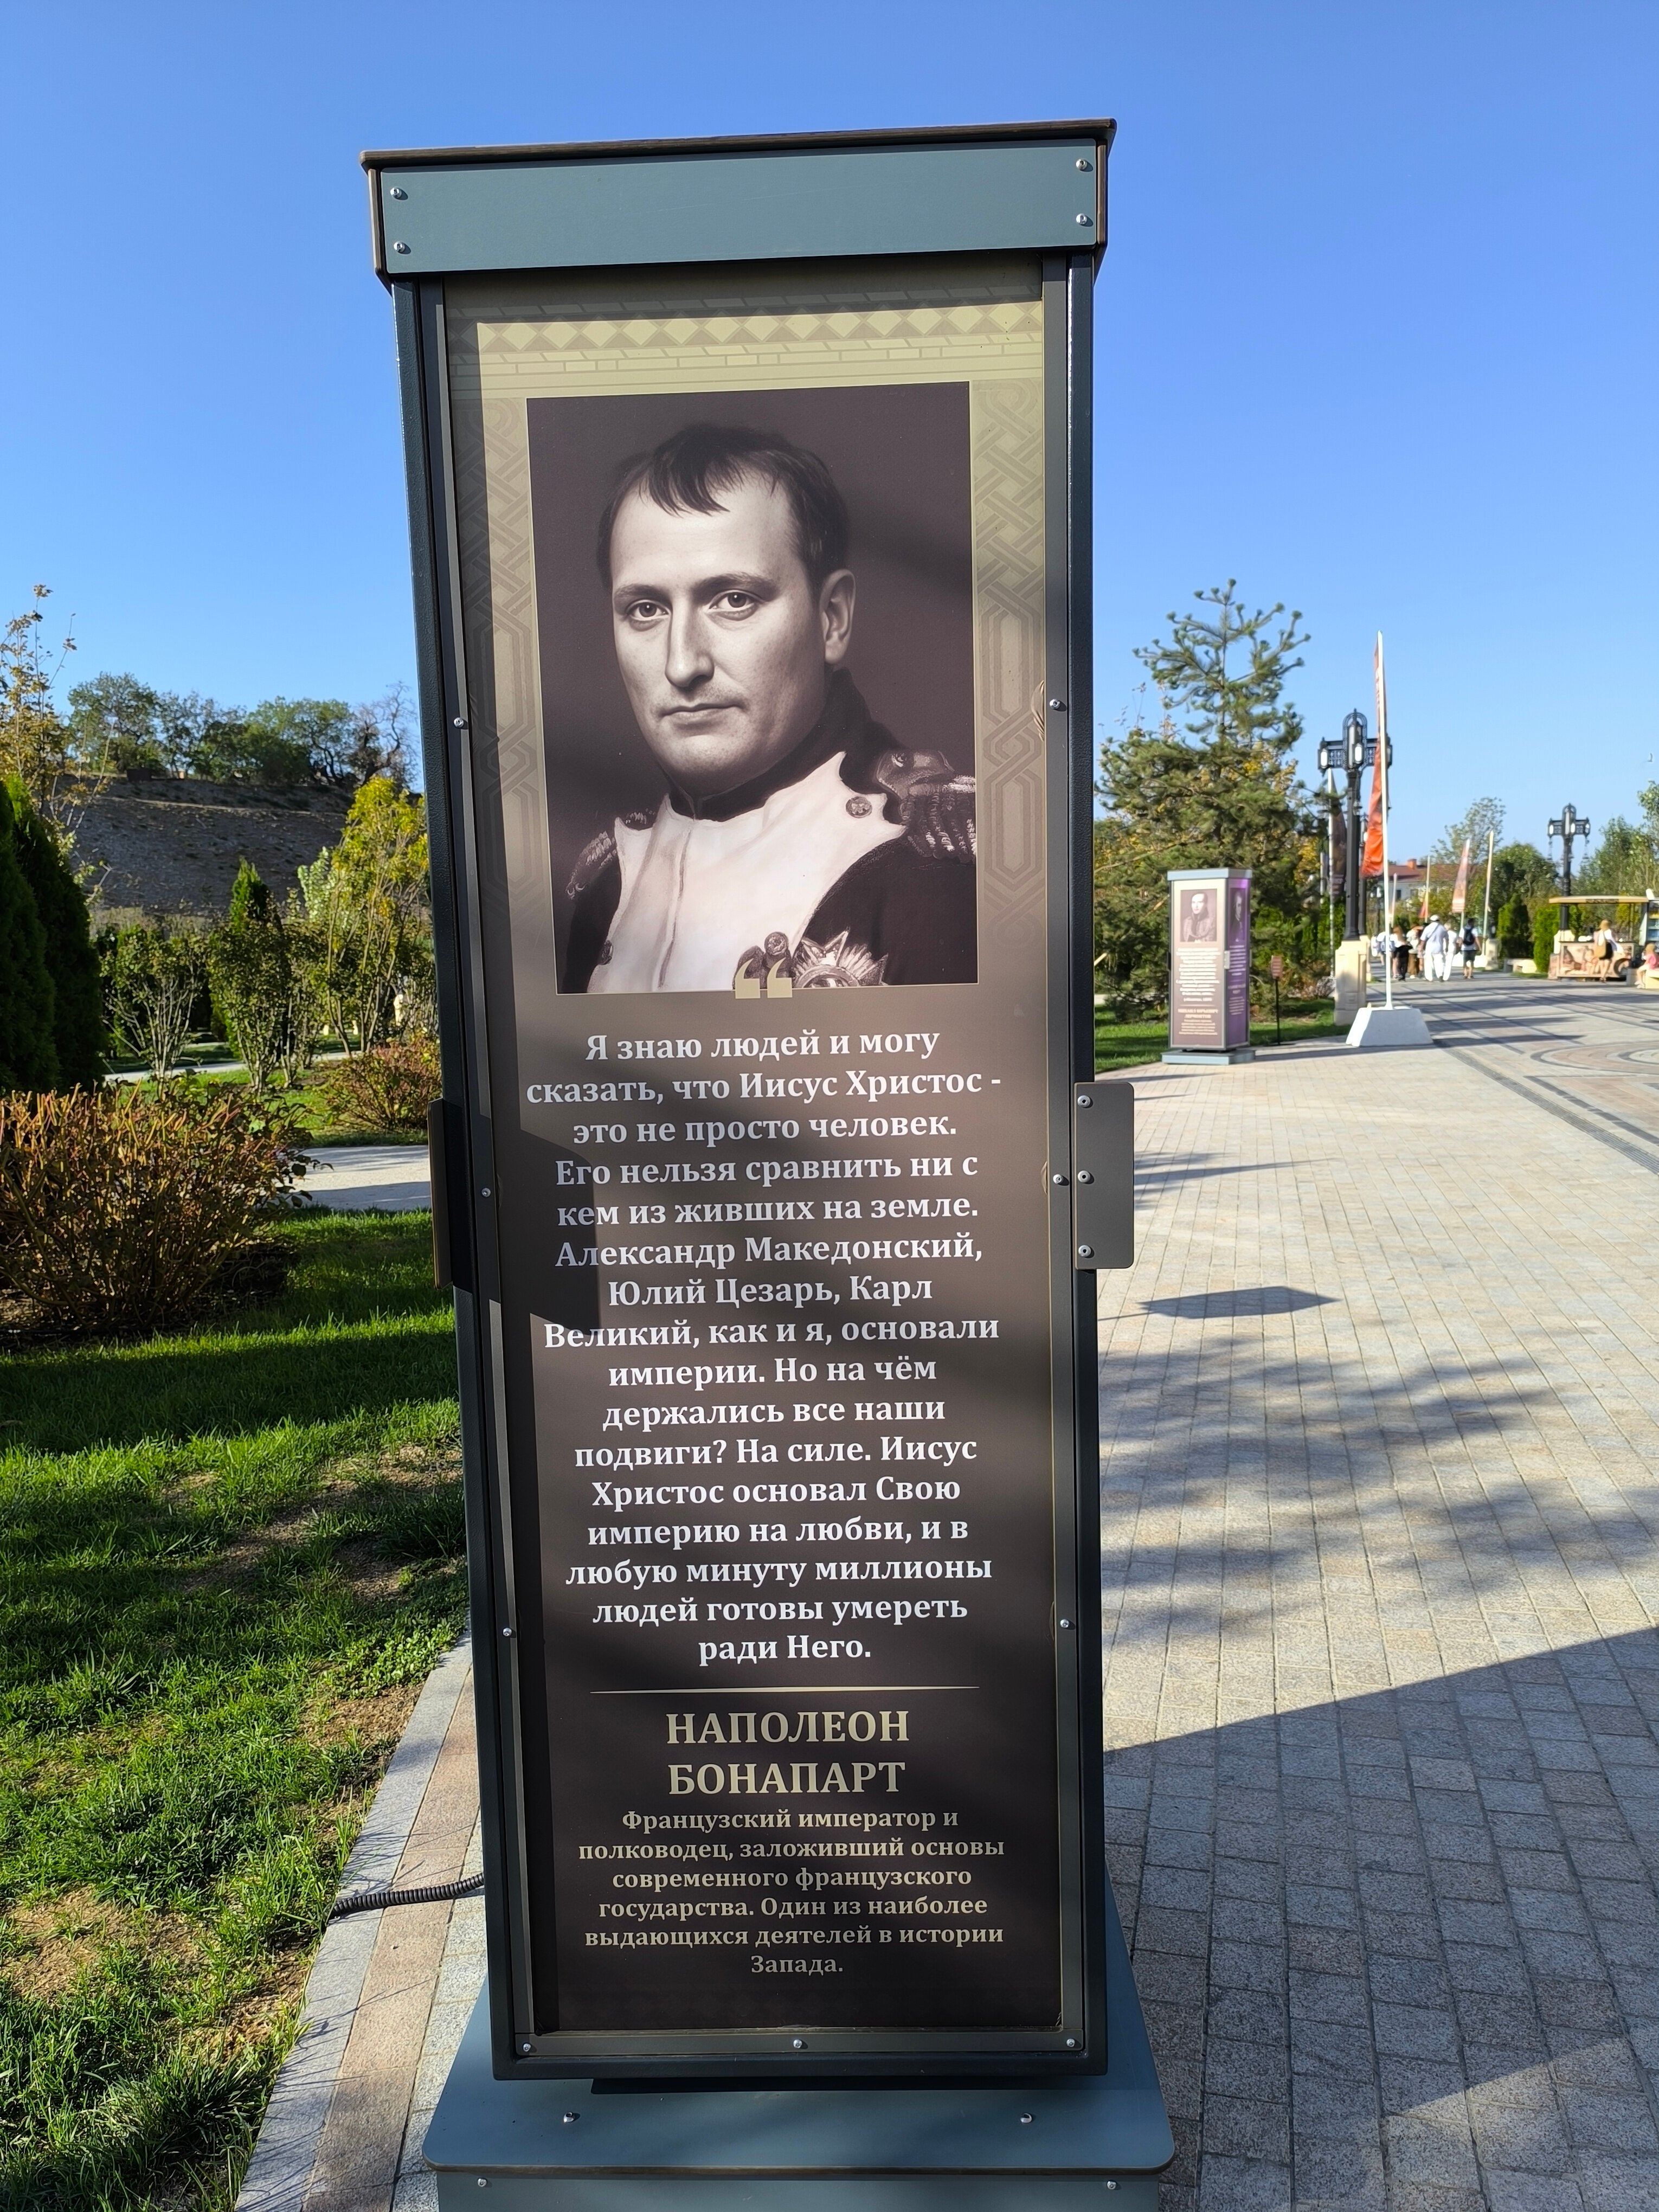 Я знаю людей и могу
сказать, что Иисус Христос -
это не просто человек.
Его нельзя сравнить ни с
кем из живших на земле.
Александр Македонский,
Юлий Цезарь, Карл
Великий, как и я, основали
империи. Но на чём
держались все наши
подвиги? На силе. Иисус
Христос основал Свою
империю на любви, и в
любую минуту миллионы
людей готовы умереть
ради Него.
НАПОЛЕОН
БОНАПАРТ
Французский император и
полководец, заложивший основы
современного французского
государства. Один из наиболее
выдающихся деятелей в истории
Запада.